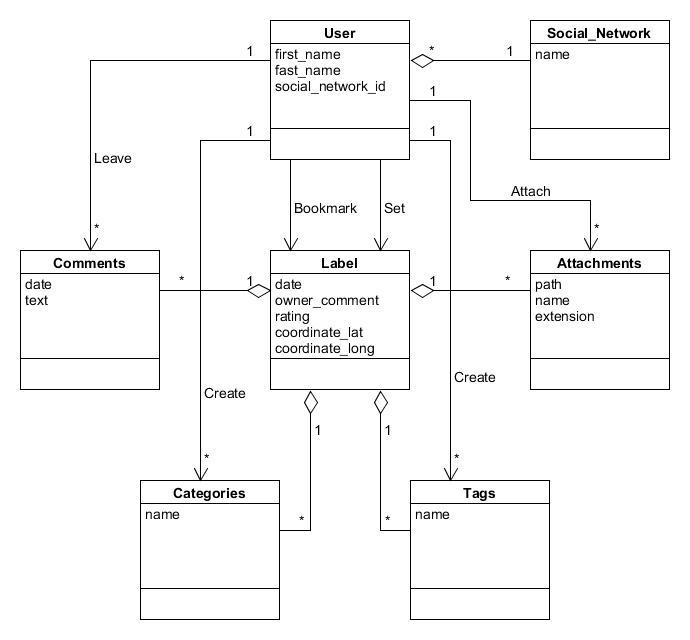 User
first_name
fast_name
social_network_id
Social_Network
name
1
*
1
1
1
1
Leave
Bookmark
Set
Attach
*
*
Comments
date
text
Label
date
owner_comment
rating
coordinate_lat
coordinate_long
Attachments
path
name
extension
*
1
1
*
Create
Create
1
1
*
*
*
*
Categories
name
Tags
name